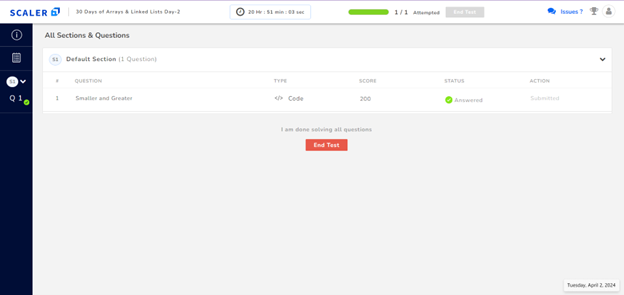 SCALER
30 Days of Arrays & Linked Lists Day-2
20 Hr : 51 min : 03 sec
1 / 1 Attempted
End Test
Issues ?
All Sections & Questions
S1 Default Section (1 Question)
# QUESTION TYPE SCORE STATUS ACTION
1 Smaller and Greater </> Code 200 Answered Submitted
S1
Q 1
I am done solving all questions
End Test
Tuesday, April 2, 2024